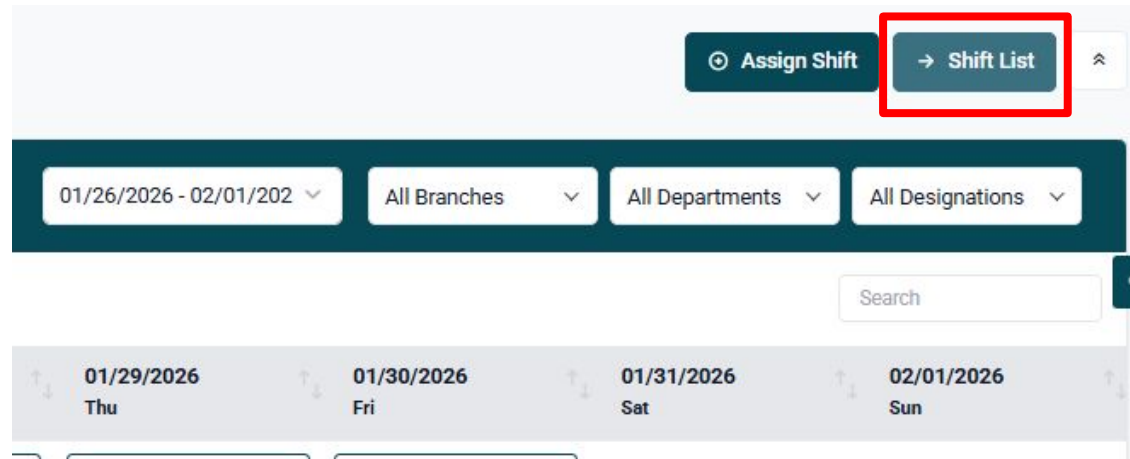 Assign Shift
Shift List
01/26/2026 - 02/01/202
All Branches
All Departments
All Designations
Search
01/29/2026
Thu
01/30/2026
Fri
01/31/2026
Sat
02/01/2026
Sun